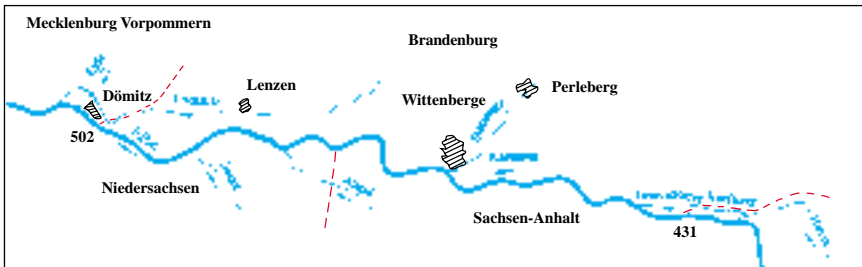 Mecklenburg Vorpommern
Brandenburg
Dömitz
Lenzen
Wittenberge
Perleberg
502
Niedersachsen
Sachsen-Anhalt
431